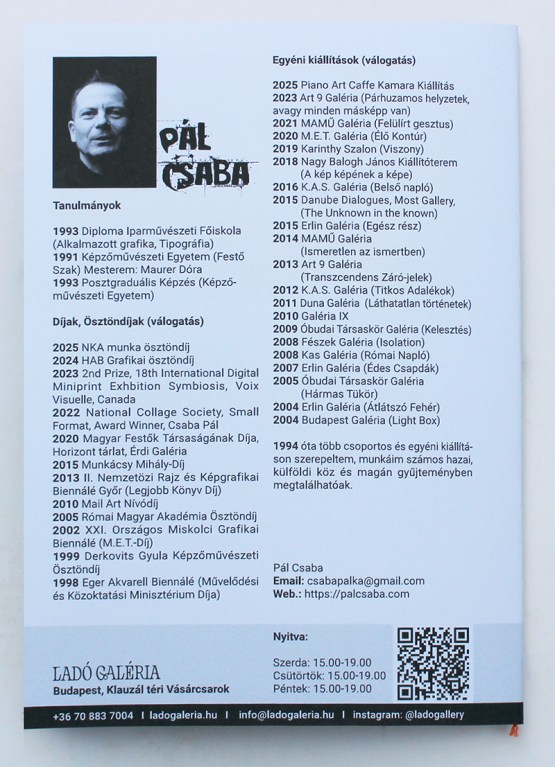 PÁL
CSABA
Tanulmányok
1993 Diploma Iparművészeti Főiskola
(Alkalmazott grafika, Tipográfia)
1991 Képzőművészeti Egyetem (Festő
Szak) Mesterem: Maurer Dóra
1993 Posztgraduális Képzés (Képző-
művészeti Egyetem)
Díjak, Ösztöndíjak (válogatás)
2025 NKA munka ösztöndíj
2024 HAB Grafikai ösztöndíj
2023 2nd Prize, 18th International Digital
Miniprint Exhbition Symbiosis, Voix
Visuelle, Canada
2022 National Collage Society, Small
Format, Award Winner, Csaba Pál
2020 Magyar Festők Társaságának Díja,
Horizont tárlat, Érdi Galéria
2015 Munkácsy Mihály-Díj
2013 II. Nemzetözi Rajz és Képgrafikai
Biennálé Győr (Legjobb Könyv Díj)
2010 Mail Art Nívódíj
2005 Római Magyar Akadémia Ösztöndíj
2002 XXI. Országos Miskolci Grafikai
Biennálé (M.E.T.-Díj)
1999 Derkovits Gyula Képzőművészeti
Ösztöndíj
1998 Eger Akvarell Biennálé (Művelődési
és Közoktatási Minisztérium Díja)
Egyéni kiállítások (válogatás)
2025 Piano Art Caffe Kamara Kiállítás
2023 Art 9 Galéria (Párhuzamos helyzetek,
avagy minden másképp van)
2021 MAMŰ Galéria (Felülírt gesztus)
2020 M.E.T. Galéria (Élő Kontúr)
2019 Karinthy Szalon (Viszony)
2018 Nagy Balogh János Kiállítóterem
(A kép képének a képe)
2016 K.A.S. Galéria (Belső napló)
2015 Danube Dialogues, Most Gallery,
(The Unknown in the known)
2015 Erlin Galéria (Egész rész)
2014 MAMŰ Galéria
(Ismeretlen az ismertben)
2013 Art 9 Galéria
(Transzcendens Záró-jelek)
2012 K.A.S. Galéria (Titkos Adalékok)
2011 Duna Galéria (Láthatatlan történetek)
2010 Galéria IX
2009 Óbudai Társaskör Galéria (Kelesztés)
2008 Fészek Galéria (Isolation)
2008 Kas Galéria (Római Napló)
2007 Erlin Galéria (Édes Csapdák)
2005 Óbudai Társaskör Galéria
(Hármas Tükör)
2004 Erlin Galéria (Átlátszó Fehér)
2004 Budapest Galéria (Light Box)
1994 óta több csoportos és egyéni kiállítá-
son szerepeltem, munkáim számos hazai,
külföldi köz és magán gyűjteményben
megtalálhatóak.
Pál Csaba
Email: csabapalka@gmail.com
Web.: https://palcsaba.com
LADÓ GALÉRIA
Budapest, Klauzál téri Vásárcsarok
Nyitva:
Szerda: 15.00-19.00
Csütörtök: 15.00-19.00
Péntek: 15.00-19.00
+36 70 883 7004 I ladogaleria.hu I info@ladogaleria.hu I instagram: @ladogallery